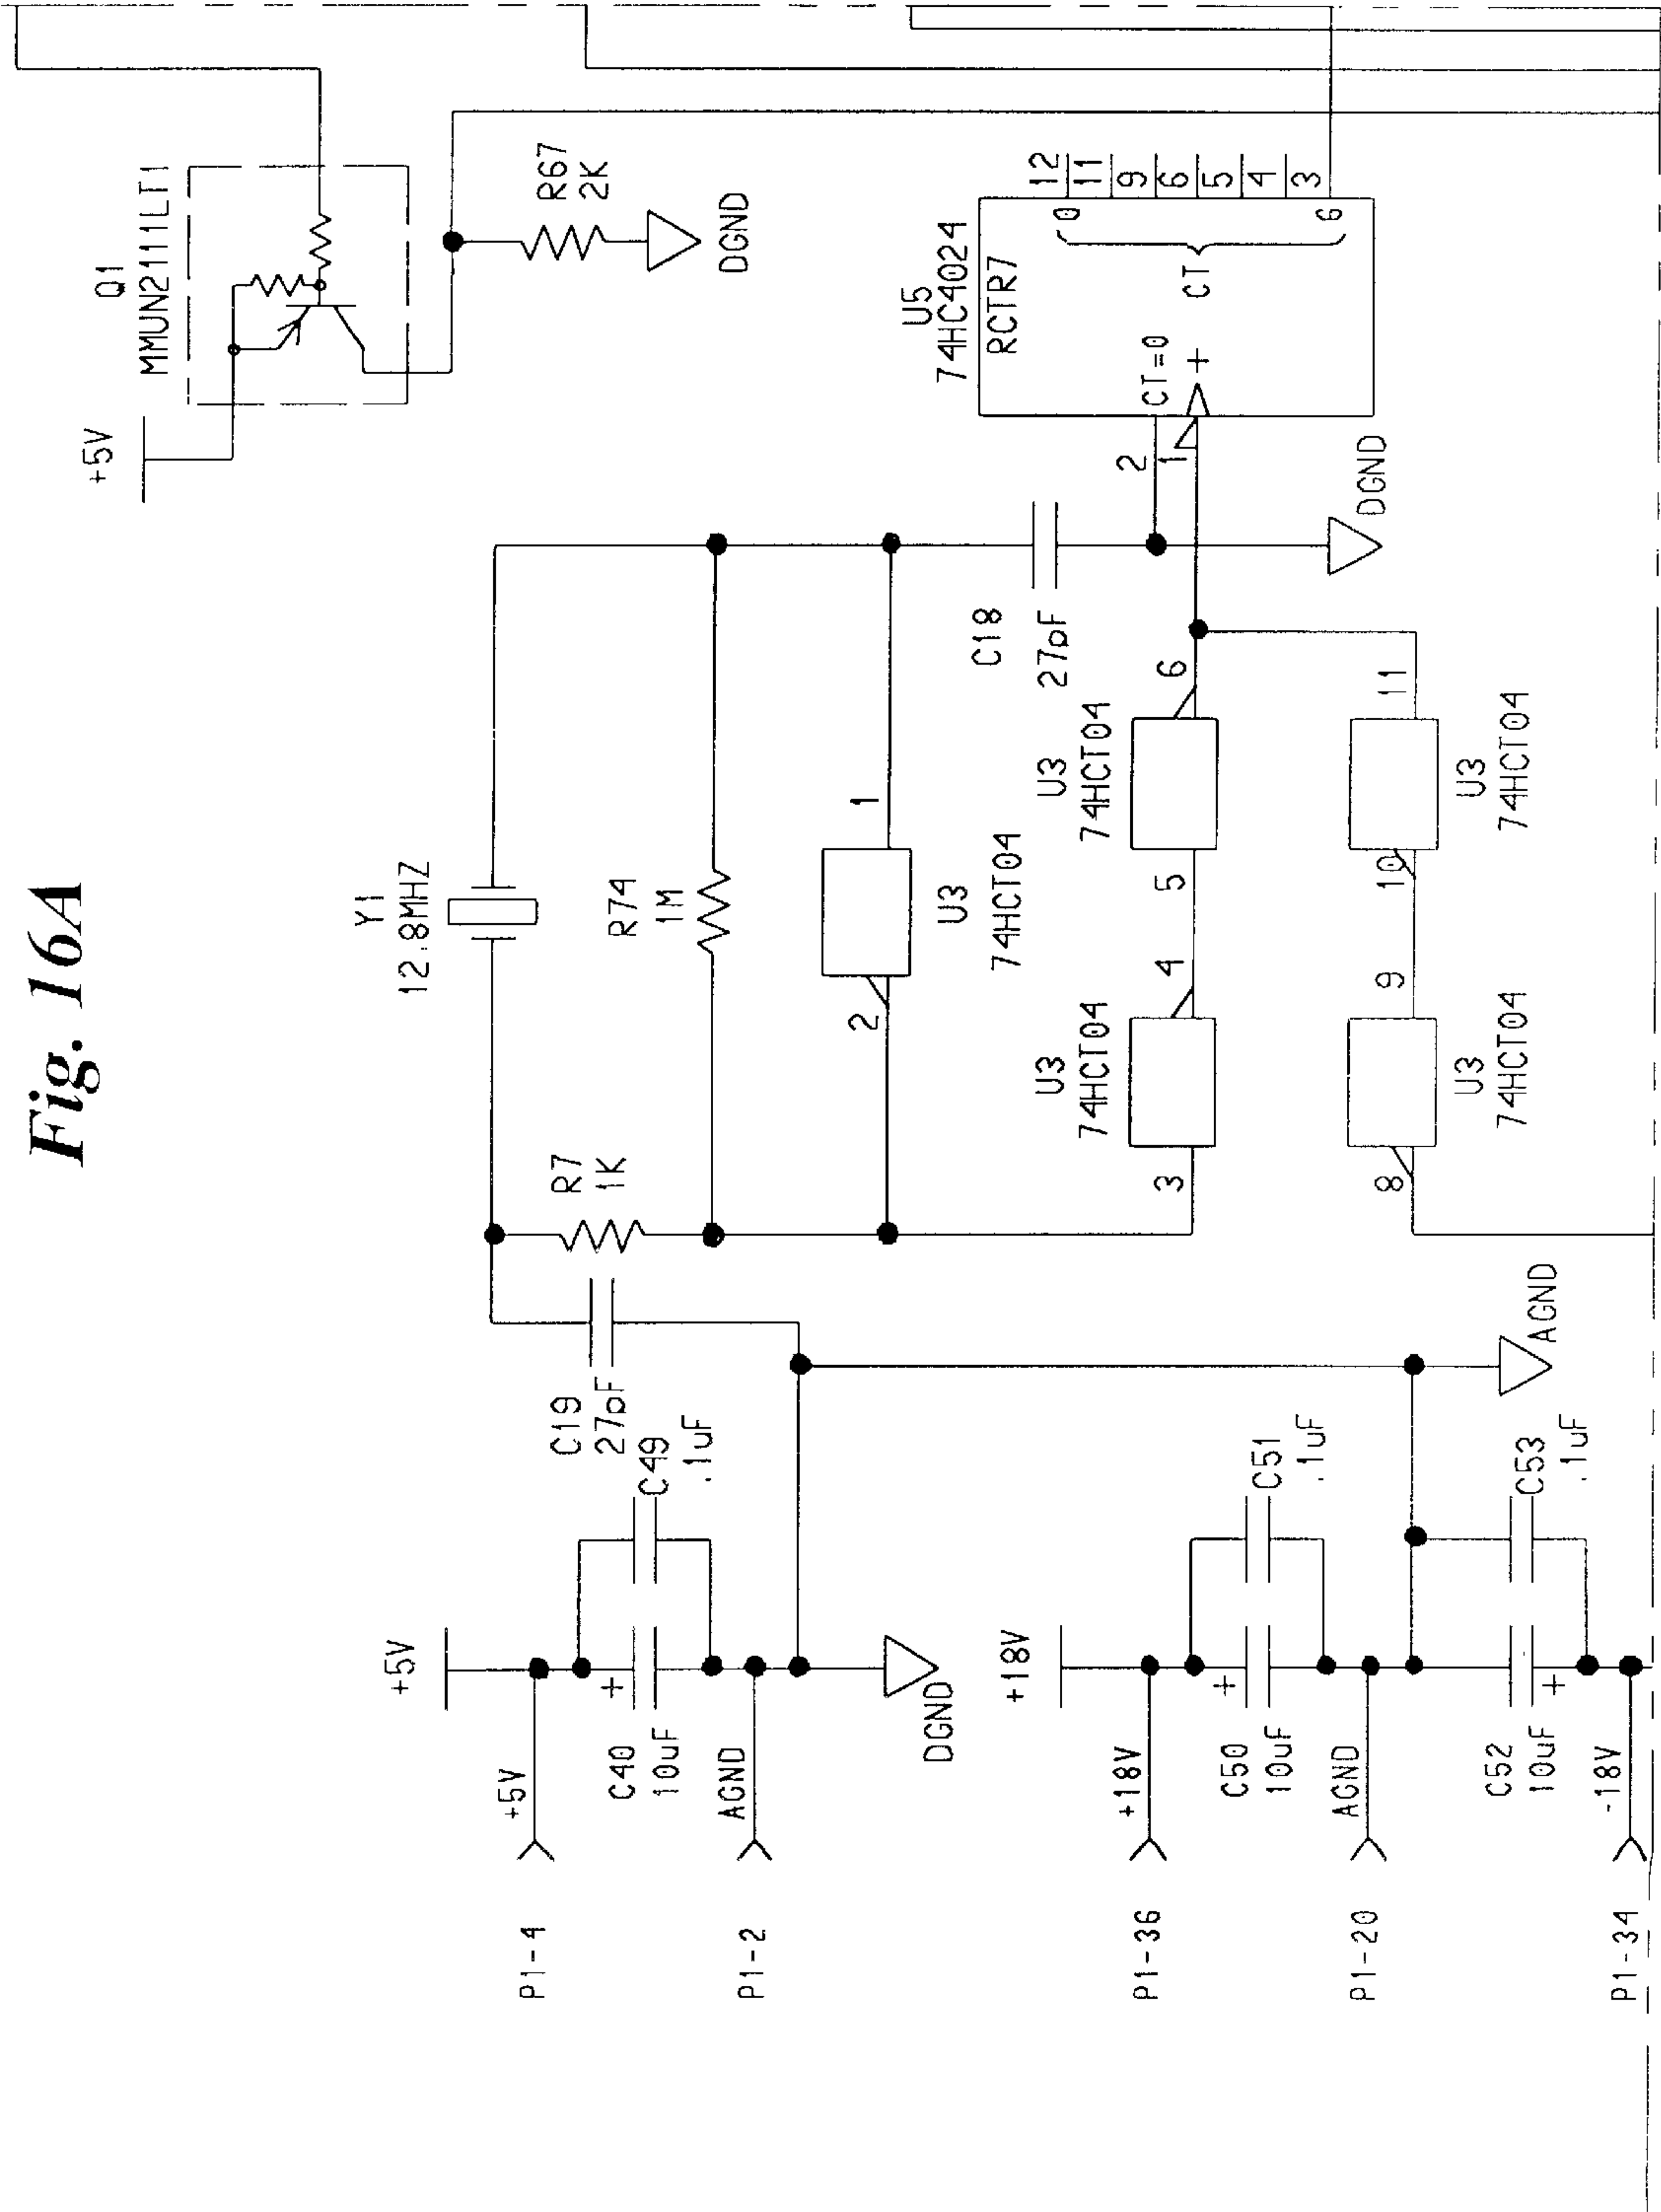 Fig. 16A
+5V
Q1
MMUN2111LT1
R67
2K
DGND
Y1
12.8MHZ
R74
1M
R7
1K
1
2
U3
74HCT04
C18
27pF
U5
74HC4024
RCTR7
CT=0
+
CT
0
6
2
1
12
11
9
6
5
4
3
DGND
U3
74HCT04
3
4
U3
74HCT04
5
6
U3
74HCT04
8
9
U3
74HCT04
10
11
C19
27pF
C49
.1uF
+5V
P1-4
+5V
+
C40
10uF
P1-2
AGND
DGND
+18V
P1-36
+18V
+
C50
10uF
C51
.1uF
P1-20
AGND
AGND
C52
10uF
+
C53
.1uF
P1-34
-18V